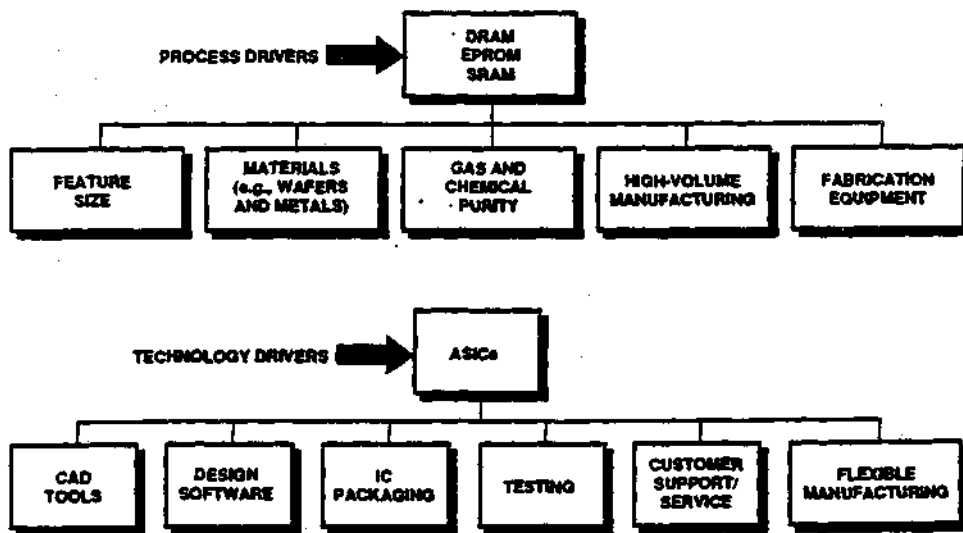 PROCESS DRIVERS
DRAM
EPROM
SRAM
FEATURE
SIZE
MATERIALS
(e.g., WAFERS
AND METALS)
GAS AND
CHEMICAL
PURITY
HIGH-VOLUME
MANUFACTURING
FABRICATION
EQUIPMENT
TECHNOLOGY DRIVERS
ASICs
CAD
TOOLS
DESIGN
SOFTWARE
IC
PACKAGING
TESTING
CUSTOMER
SUPPORT/
SERVICE
FLEXIBLE
MANUFACTURING